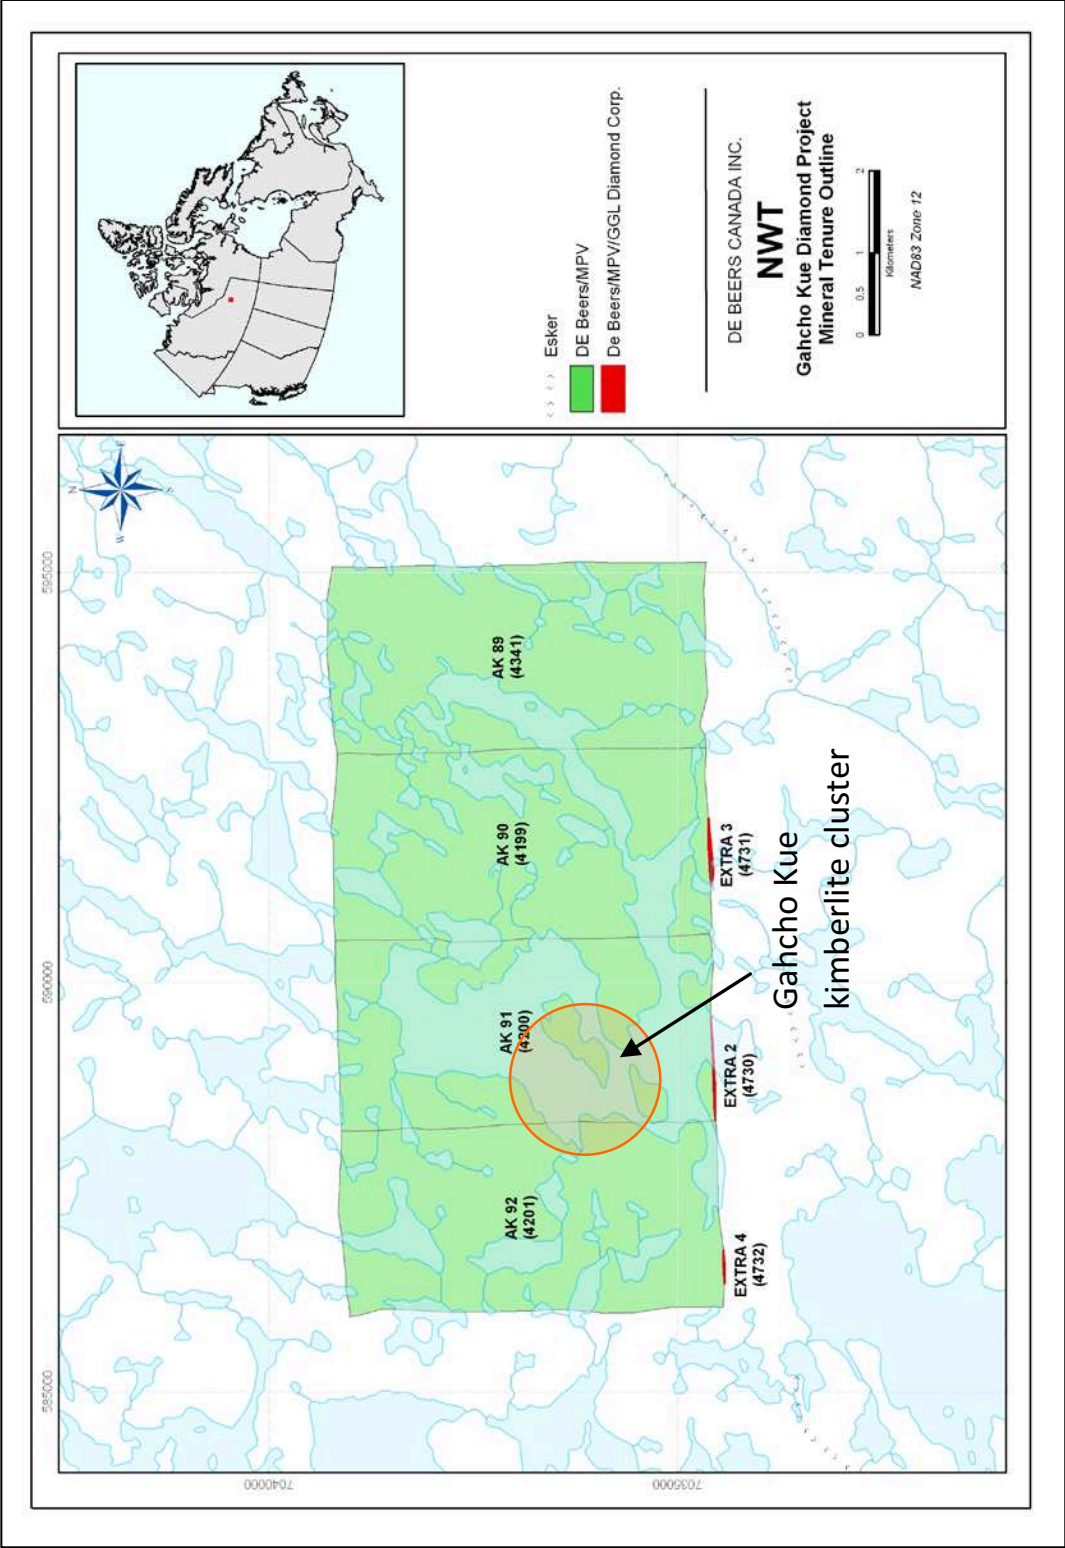 595000
590000
585000
7040000
7035000
N
E
S
W
AK 92
(4201)
AK 91
(4200)
AK 90
(4199)
AK 89
(4341)
EXTRA 4
(4732)
EXTRA 2
(4730)
EXTRA 3
(4731)
Gahcho Kue
kimberlite cluster
Esker
DE Beers/MPV
De Beers/MPV/GGL Diamond Corp.
DE BEERS CANADA INC.
NWT
Gahcho Kue Diamond Project
Mineral Tenure Outline
0 0.5 1 2
Kilometers
NAD83 Zone 12